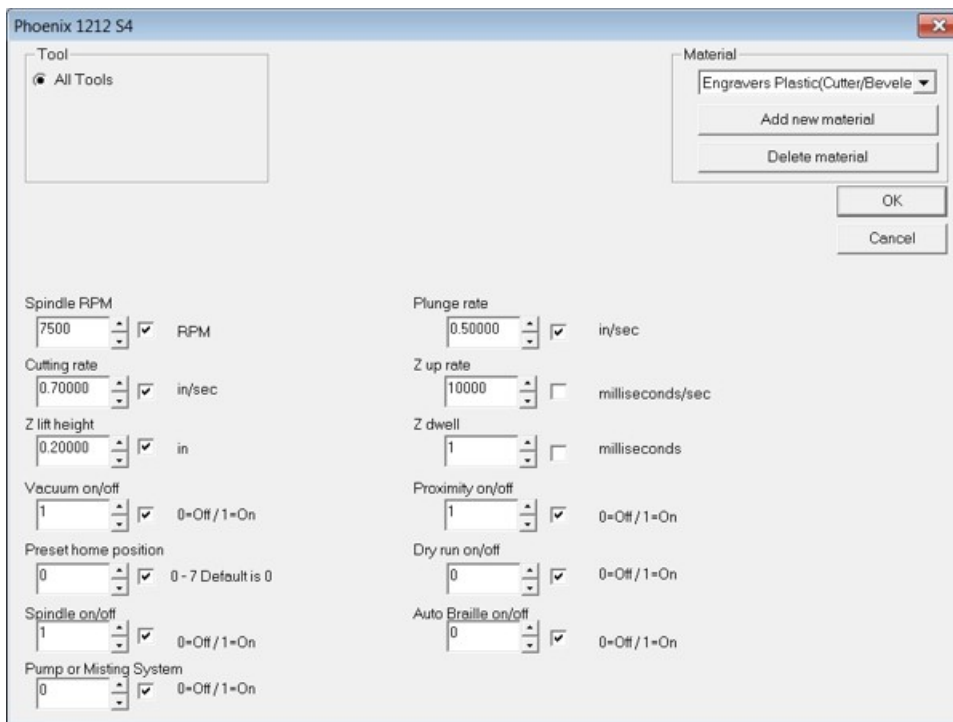 Phoenix 1212 S4
Tool
All Tools
Material
Engravers Plastic(Cutter/Bevele
Add new material
Delete material
OK
Cancel
Spindle RPM
7500 RPM
Plunge rate
0.50000 in/sec
Cutting rate
0.70000 in/sec
Z up rate
10000 milliseconds/sec
Z lift height
0.20000 in
Z dwell
1 milliseconds
Vacuum on/off
1 0=Off/1=On
Proximity on/off
1 0=Off/1=On
Preset home position
0 0-7 Default is 0
Dry run on/off
0 0=Off/1=On
Spindle on/off
1 0=Off/1=On
Auto Braille on/off
0 0=Off/1=On
Pump or Misting System
0 0=Off/1=On